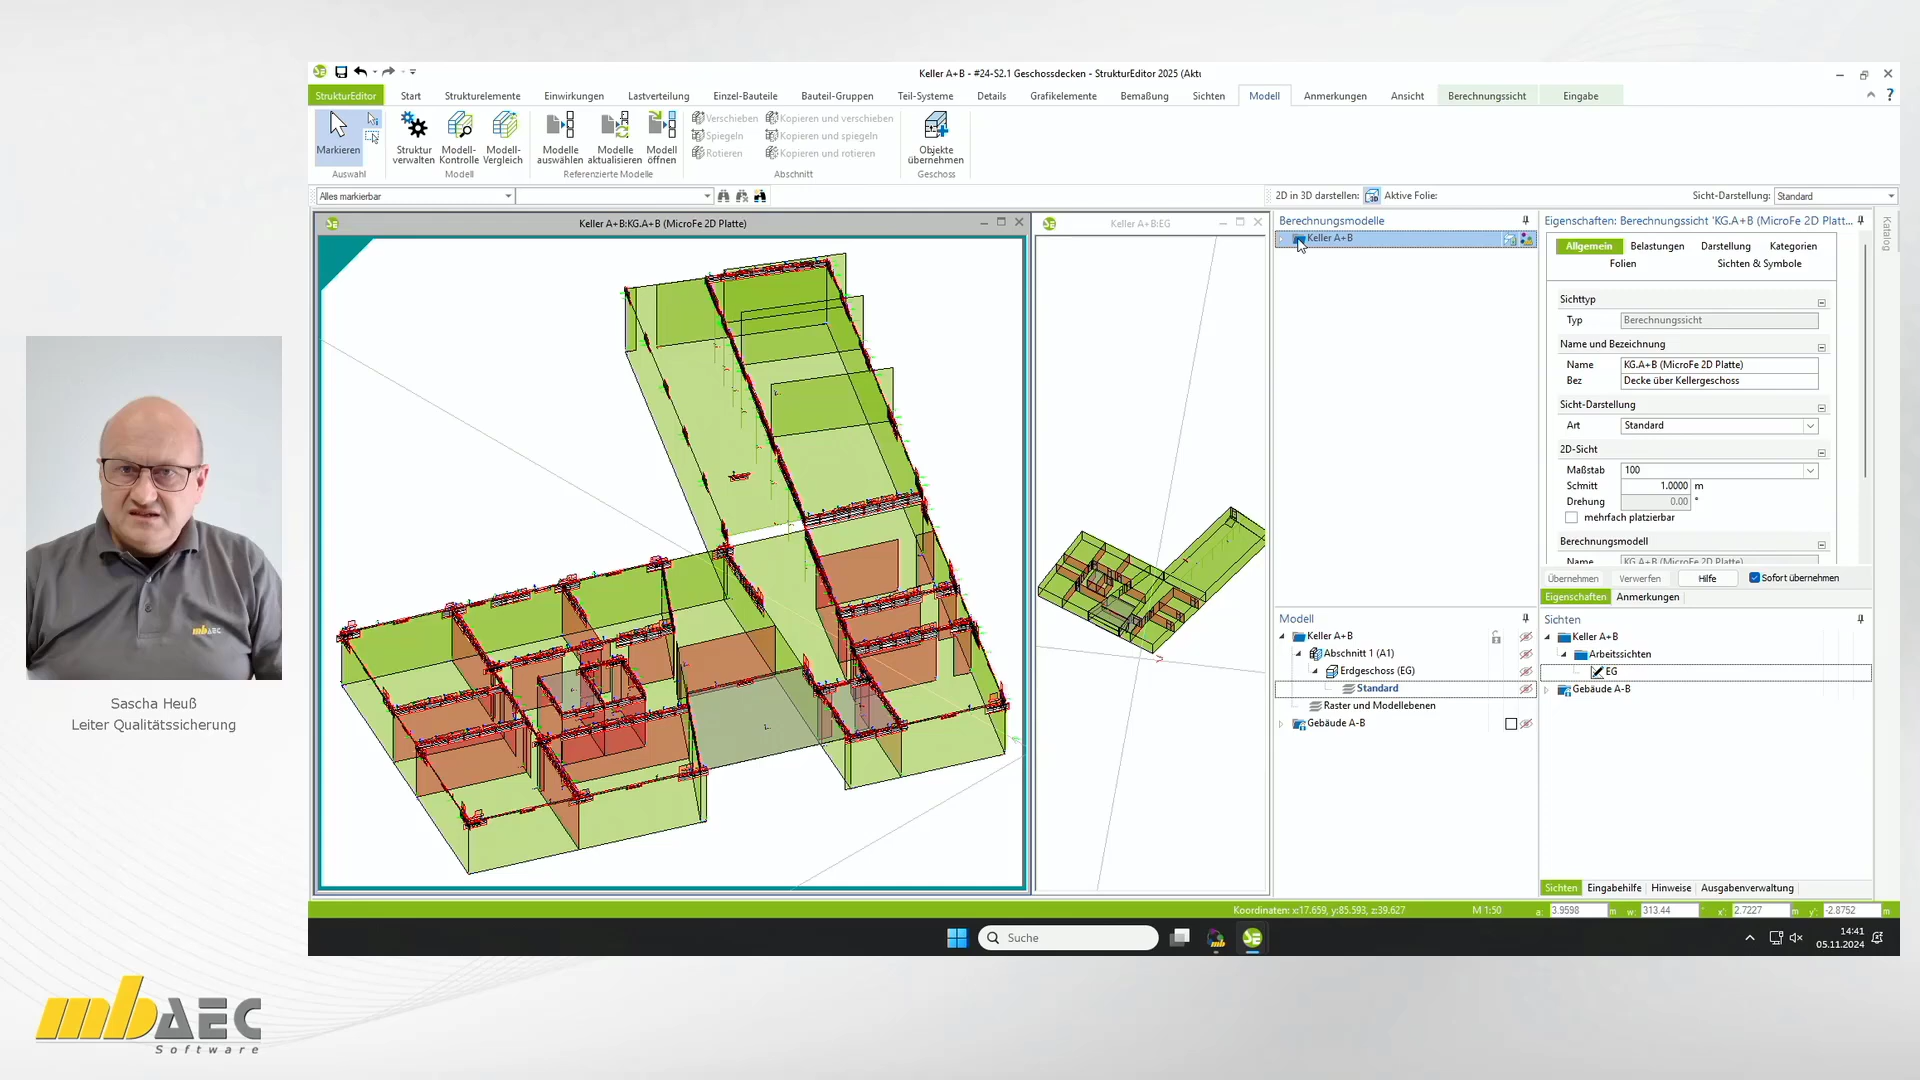 Keller A+B - #24-S2.1 Geschossdecken - StrukturEditor 2025 (Aktu
StrukturEditor
Start
Strukturelemente
Einwirkungen
Lastverteilung
Einzel-Bauteile
Bauteil-Gruppen
Teil-Systeme
Details
Grafikelemente
Bemaßung
Sichten
Modell
Anmerkungen
Ansicht
Berechnungssicht
Eingabe
Markieren
Auswahl
Struktur verwalten
Modell-Kontrolle
Modell-Vergleich
Modell
Modelle auswählen
Modelle aktualisieren
Modell öffnen
Referenzierte Modelle
Verschieben
Spiegeln
Rotieren
Kopieren und verschieben
Kopieren und spiegeln
Kopieren und rotieren
Abschnitt
Objekte übernehmen
Geschoss
Alles markierbar
2D in 3D darstellen:
Aktive Folie:
Sicht-Darstellung: Standard
Keller A+B:KG.A+B (MicroFe 2D Platte)
Keller A+B:EG
Berechnungsmodelle
Keller A+B
Eigenschaften: Berechnungssicht 'KG.A+B (MicroFe 2D Platt...
Katalog
Allgemein
Belastungen
Darstellung
Kategorien
Folien
Sichten & Symbole
Sichttyp
Typ Berechnungssicht
Name und Bezeichnung
Name KG.A+B (MicroFe 2D Platte)
Bez Decke über Kellergeschoss
Sicht-Darstellung
Art Standard
2D-Sicht
Maßstab 100
Schnitt 1.0000 m
Drehung 0.00 °
mehrfach platzierbar
Berechnungsmodell
Name KG.A+B (MicroFe 2D Platte)
Übernehmen
Verwerfen
Hilfe
Sofort übernehmen
Eigenschaften
Anmerkungen
Modell
Keller A+B
Abschnitt 1 (A1)
Erdgeschoss (EG)
Standard
Raster und Modellebenen
Gebäude A-B
Sichten
Keller A+B
Arbeitssichten
EG
Gebäude A-B
Sichten
Eingabehilfe
Hinweise
Ausgabenverwaltung
Koordinaten: x:17.659, y:85.593, z:39.627
M 1:50
a: 3.9598 m
w: 313.44 °
x': 2.7227 m
y': -2.8752 m
Suche
14:41
05.11.2024
mbAEC
Sascha Heuß
Leiter Qualitätssicherung
mbAEC
Software